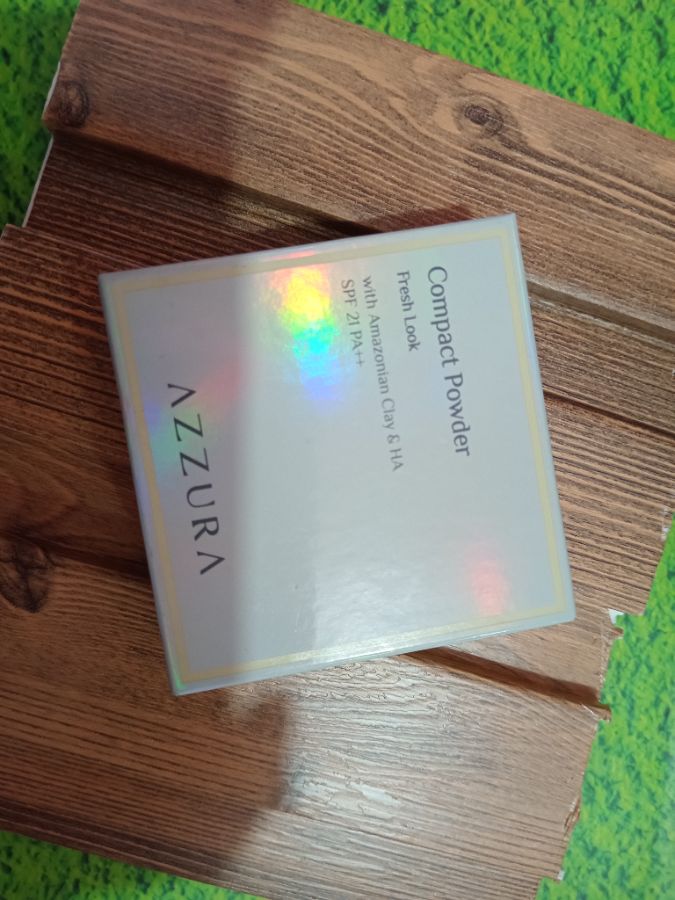 Compact Powder
Fresh Look
with Amazonian Clay & HA
SPF 21 PA++
AZZURA